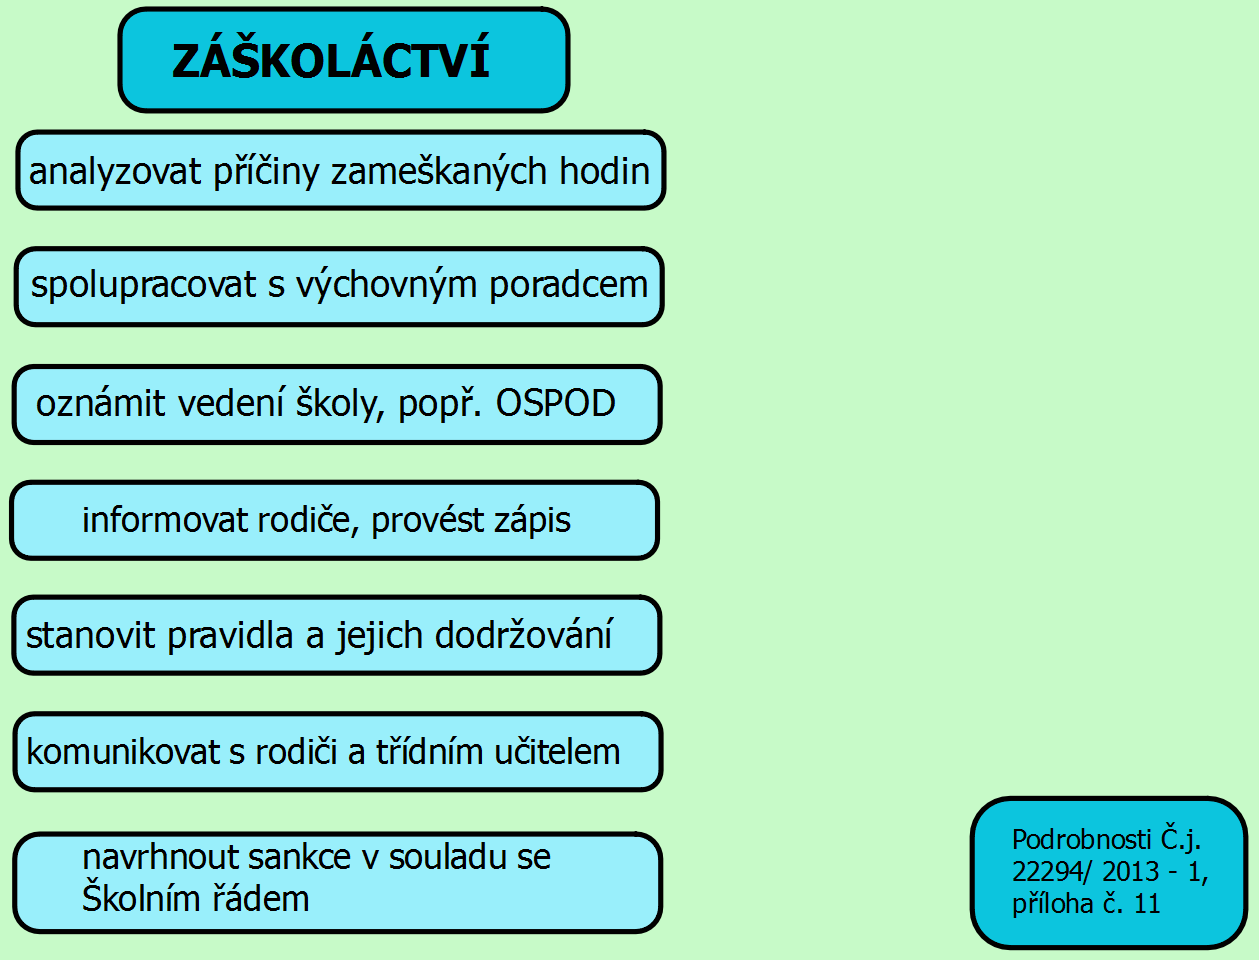 ZÁŠKOLÁCTVÍ
analyzovat příčiny zameškaných hodin
spolupracovat s výchovným poradcem
oznámit vedení školy, popř. OSPOD
informovat rodiče, provést zápis
stanovit pravidla a jejich dodržování
komunikovat s rodiči a třídním učitelem
navrhnout sankce v souladu se
Školním řádem
Podrobnosti Č.j.
22294/ 2013 - 1,
příloha č. 11